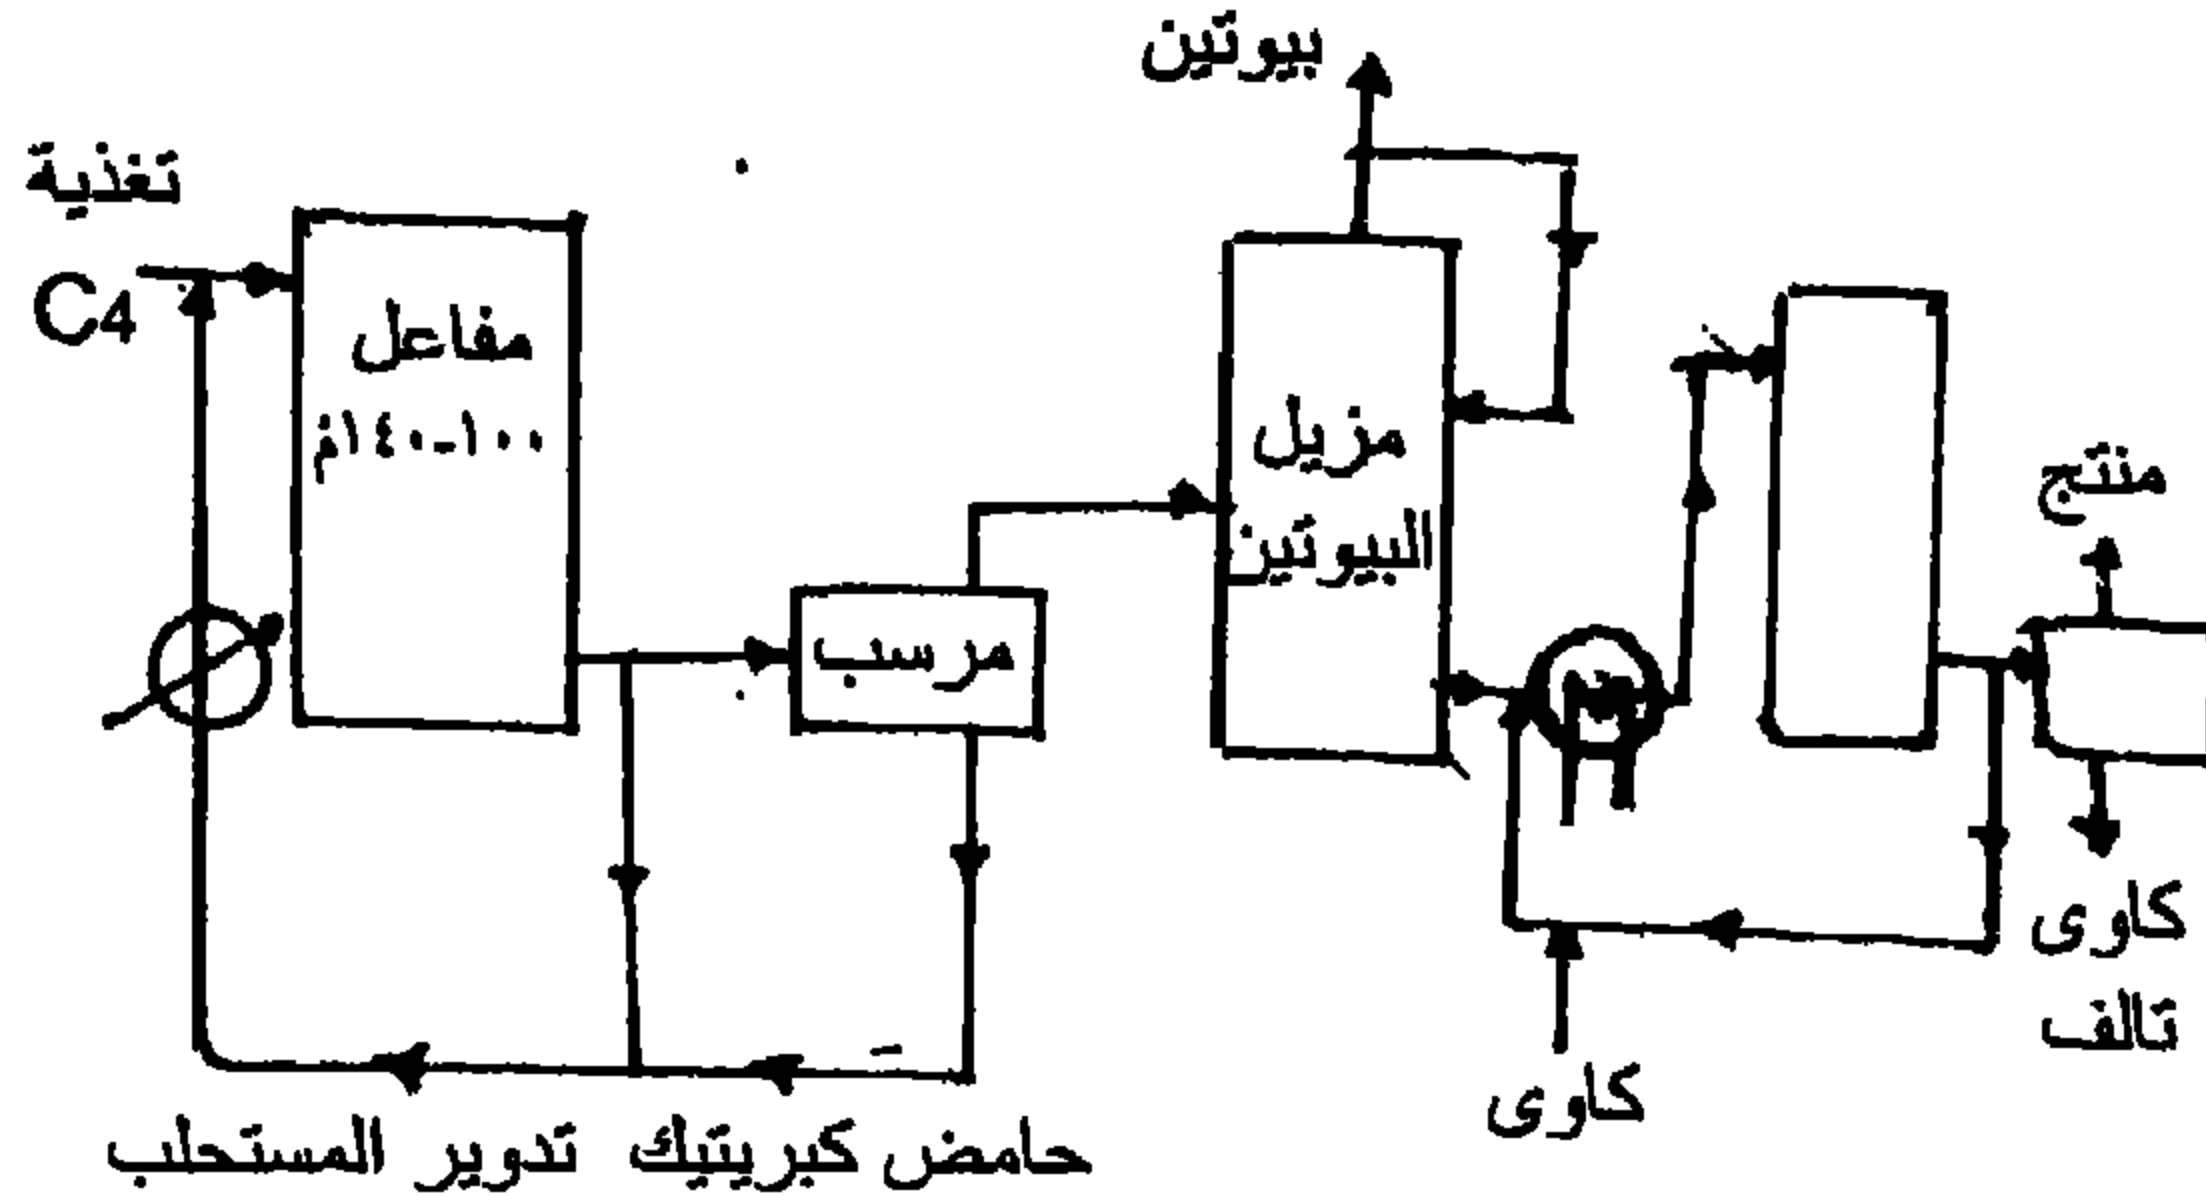 بيوتين
تغذية
C4
مفاعل
١٠٠-١٤٠م
مرسب
مزيل
البيوتين
منتج
كاوى
تالف
كاوى
حامض كبريتيك
تدوير المستحلب